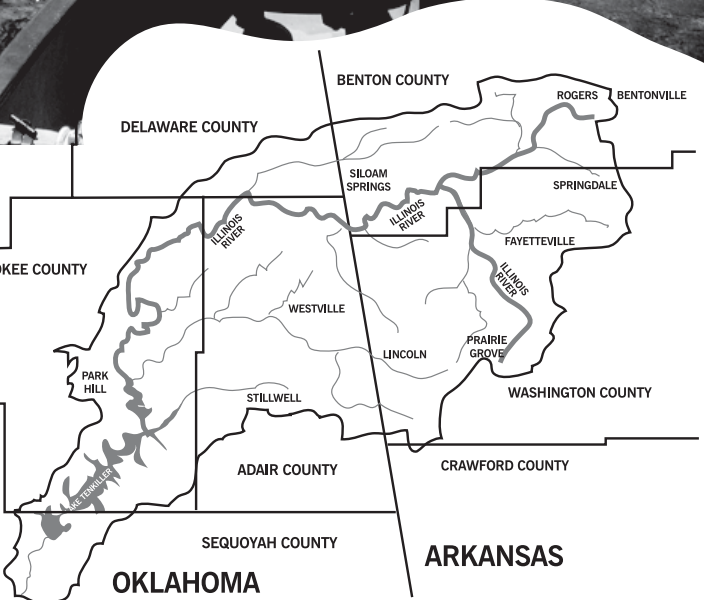 BENTON COUNTY
ROGERS
BENTONVILLE
DELAWARE COUNTY
SILOAM
SPRINGS
SPRINGDALE
ILLINOIS
RIVER
ILLINOIS
RIVER
FAYETTEVILLE
KEE COUNTY
ILLINOIS
RIVER
WESTVILLE
PRAIRIE
GROVE
LINCOLN
PARK
HILL
WASHINGTON COUNTY
STILLWELL
ADAIR COUNTY
CRAWFORD COUNTY
LAKE TENKILLER
SEQUOYAH COUNTY
ARKANSAS
OKLAHOMA